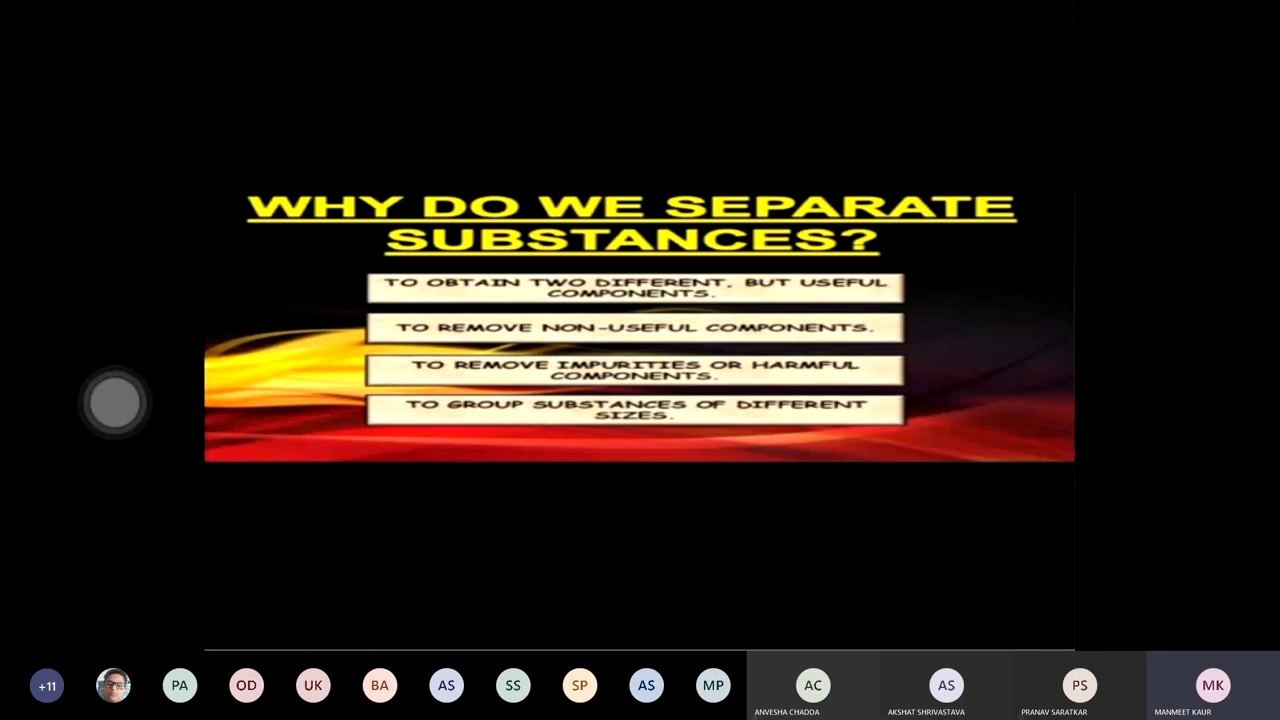 WHY DO WE SEPARATE
SUBSTANCES?
TO OBTAIN TWO DIFFERENT, BUT USEFUL
COMPONENTS.
TO REMOVE NON-USEFUL COMPONENTS.
TO REMOVE IMPURITIES OR HARMFUL
COMPONENTS.
TO GROUP SUBSTANCES OF DIFFERENT
SIZES.
+11
PA
OD
UK
BA
AS
SS
SP
AS
MP
AC
AS
PS
MK
ANVESHA CHADDA
AKSHAT SHRIVASTAVA
PRANAV SARATKAR
MANMEET KAUR